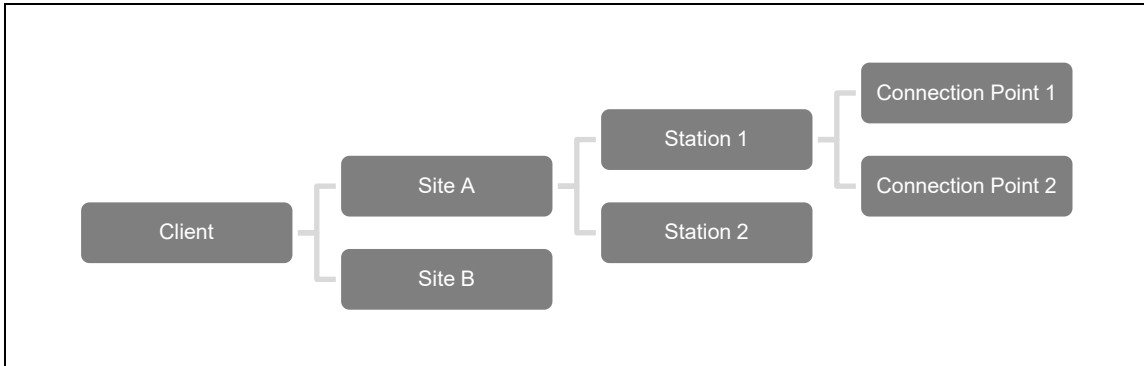 Client
Site A
Site B
Station 1
Station 2
Connection Point 1
Connection Point 2